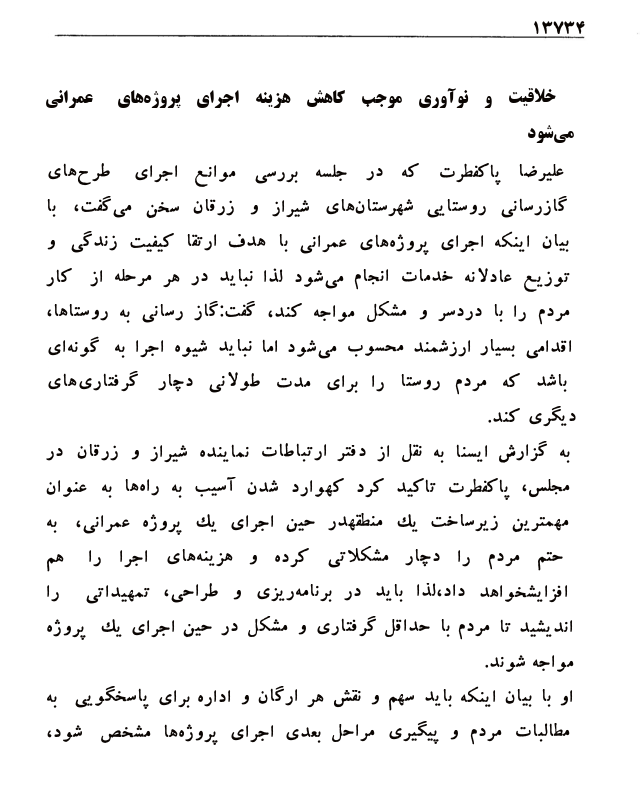 ۱۳۷۳۴
خلاقیت و نوآوری موجب کاهش هزینه اجرای پروژه‌های عمرانی
می‌شود
علیرضا پاکفطرت که در جلسه بررسی موانع اجرای طرح‌های
گازرسانی روستایی شهرستان‌های شیراز و زرقان سخن می‌گفت، با
بیان اینکه اجرای پروژه‌های عمرانی با هدف ارتقا کیفیت زندگی و
توزیع عادلانه خدمات انجام می‌شود لذا نباید در هر مرحله از کار
مردم را با دردسر و مشکل مواجه کند، گفت:گاز رسانی به روستاها،
اقدامی بسیار ارزشمند محسوب می‌شود اما نباید شیوه اجرا به گونه‌ای
باشد که مردم روستا را برای مدت طولانی دچار گرفتاری‌های
دیگری کند.
به گزارش ایسنا به نقل از دفتر ارتباطات نماینده شیراز و زرقان در
مجلس، پاکفطرت تاکید کرد کهوارد شدن آسیب به راه‌ها به عنوان
مهمترین زیرساخت یك منطقهدر حین اجرای یك پروژه عمرانی، به
حتم مردم را دچار مشکلاتی کرده و هزینه‌های اجرا را هم
افزایشخواهد داد،لذا باید در برنامه‌ریزی و طراحی، تمهیداتی را
اندیشید تا مردم با حداقل گرفتاری و مشکل در حین اجرای یك پروژه
مواجه شوند.
او با بیان اینکه باید سهم و نقش هر ارگان و اداره برای پاسخگویی به
مطالبات مردم و پیگیری مراحل بعدی اجرای پروژه‌ها مشخص شود،